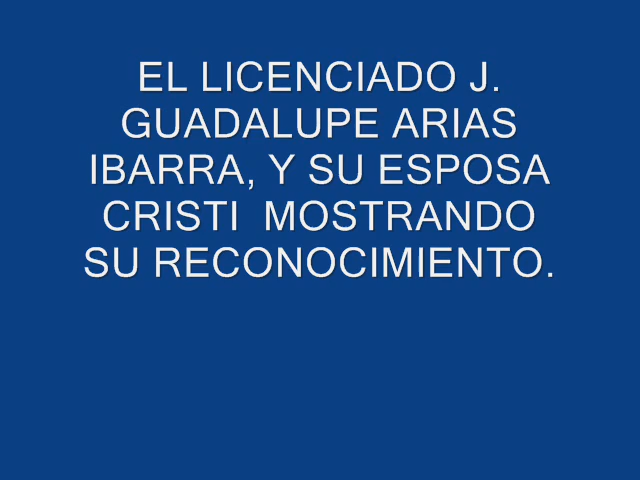 EL LICENCIADO J.
GUADALUPE ARIAS
IBARRA, Y SU ESPOSA
CRISTI  MOSTRANDO
SU RECONOCIMIENTO.